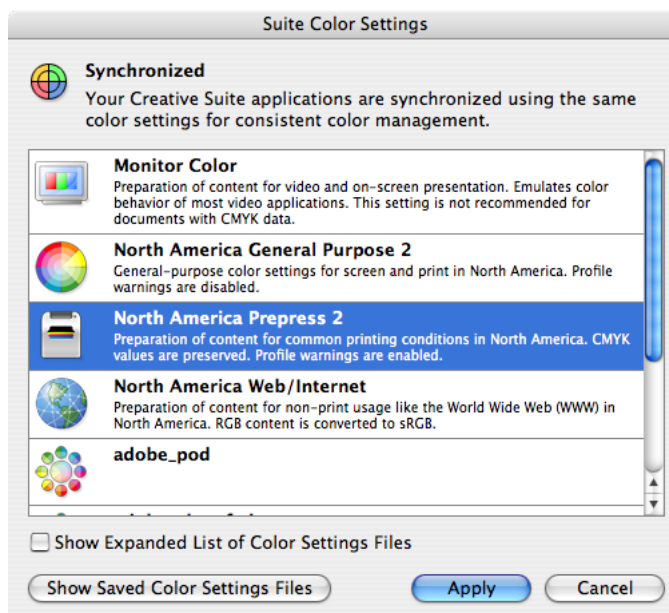 Suite Color Settings
Synchronized
Your Creative Suite applications are synchronized using the same
color settings for consistent color management.
Monitor Color
Preparation of content for video and on-screen presentation. Emulates color
behavior of most video applications. This setting is not recommended for
documents with CMYK data.
North America General Purpose 2
General-purpose color settings for screen and print in North America. Profile
warnings are disabled.
North America Prepress 2
Preparation of content for common printing conditions in North America. CMYK
values are preserved. Profile warnings are enabled.
North America Web/Internet
Preparation of content for non-print usage like the World Wide Web (WWW) in
North America. RGB content is converted to sRGB.
adobe_pod
Show Expanded List of Color Settings Files
Show Saved Color Settings Files
Apply
Cancel